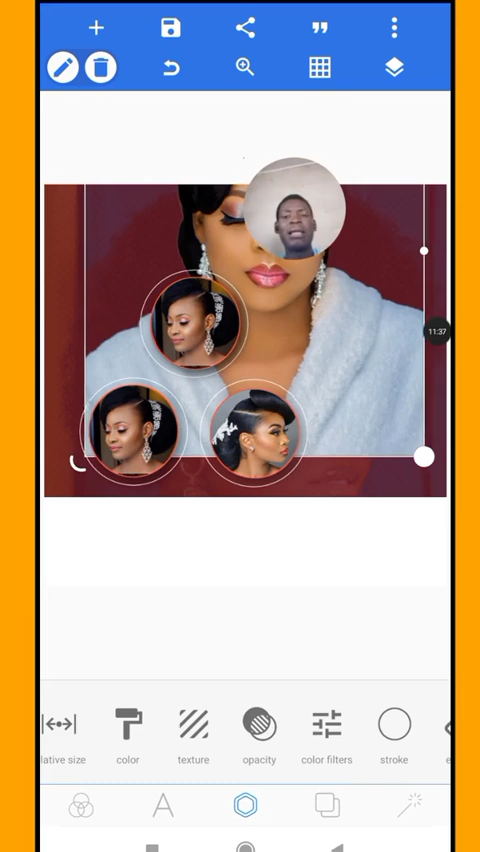 11:37
lative size
color
texture
opacity
color filters
stroke
e
A